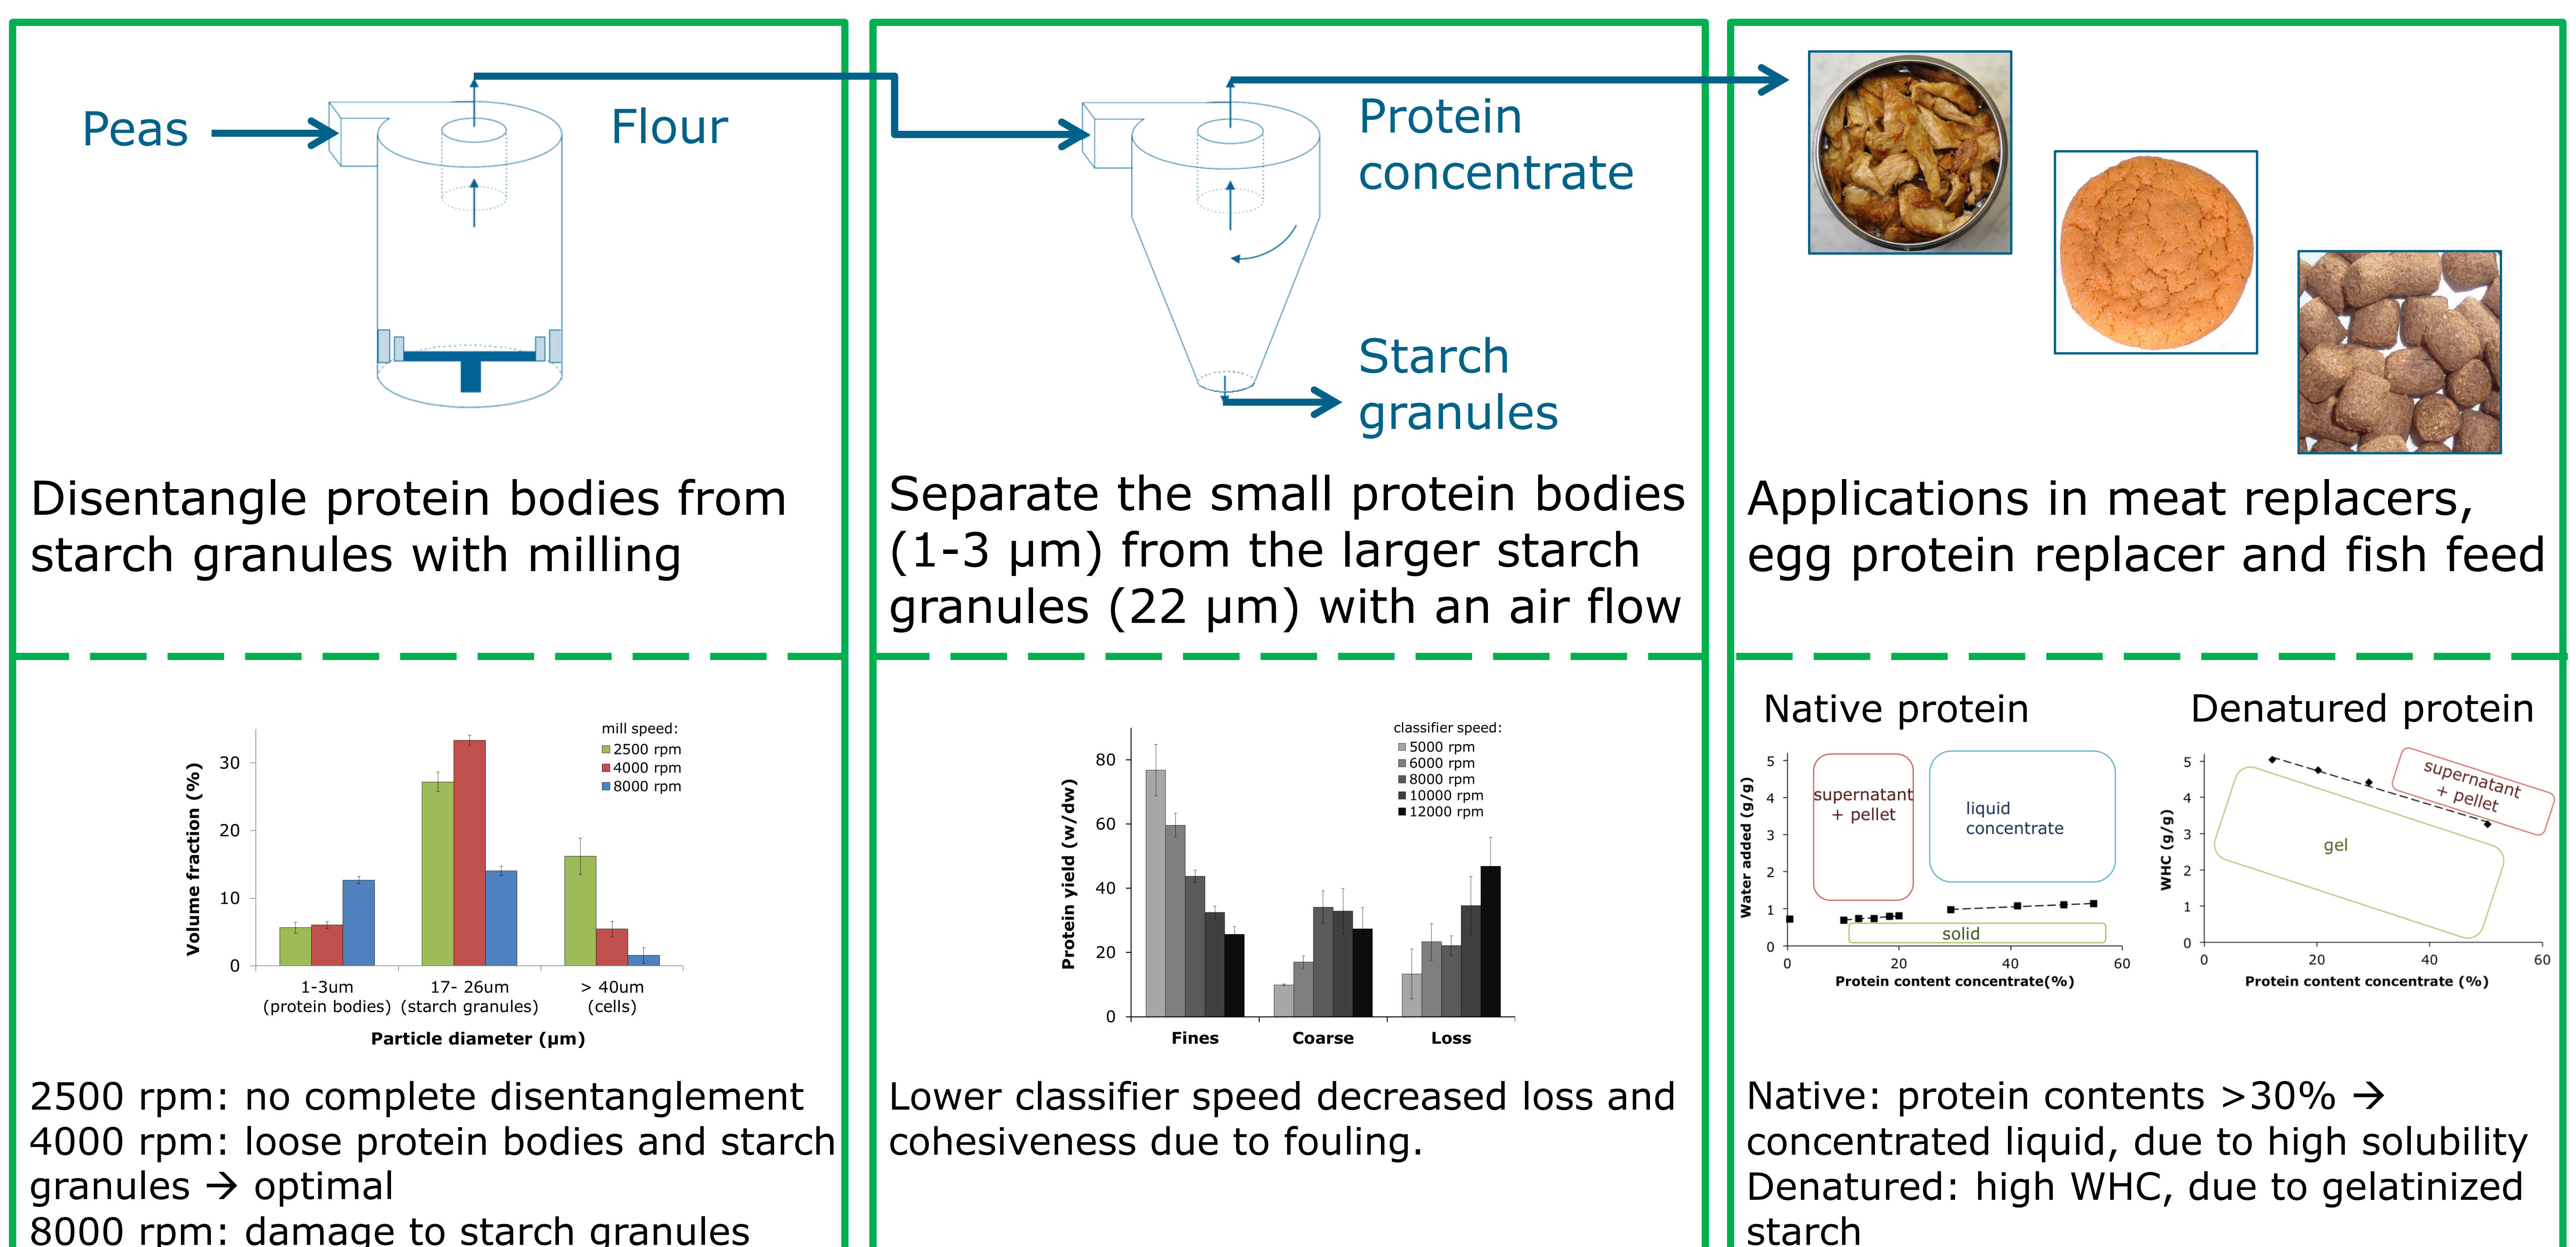 Peas
Flour
Disentangle protein bodies from
starch granules with milling
Protein
concentrate
Starch
granules
Separate the small protein bodies
(1-3 µm) from the larger starch
granules (22 µm) with an air flow
Applications in meat replacers,
egg protein replacer and fish feed
mill speed:
2500 rpm
4000 rpm
8000 rpm
Volume fraction (%)
30
20
10
0
1-3um
(protein bodies)
17- 26um
(starch granules)
> 40um
(cells)
Particle diameter (µm)
2500 rpm: no complete disentanglement
4000 rpm: loose protein bodies and starch
granules → optimal
8000 rpm: damage to starch granules
classifier speed:
5000 rpm
6000 rpm
8000 rpm
10000 rpm
12000 rpm
Protein yield (w/dw)
80
60
40
20
0
Fines
Coarse
Loss
Lower classifier speed decreased loss and
cohesiveness due to fouling.
Native protein
Water added (g/g)
5
4
3
2
1
0
supernatant
+ pellet
liquid
concentrate
solid
0
20
40
60
Protein content concentrate(%)
Denatured protein
WHC (g/g)
5
4
3
2
1
0
supernatant
+ pellet
gel
0
20
40
60
Protein content concentrate (%)
Native: protein contents >30% →
concentrated liquid, due to high solubility
Denatured: high WHC, due to gelatinized
starch